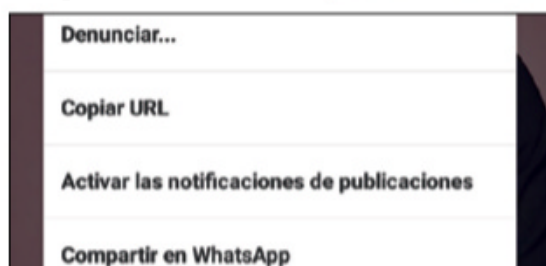 Denunciar...
Copiar URL
Activar las notificaciones de publicaciones
Compartir en WhatsApp